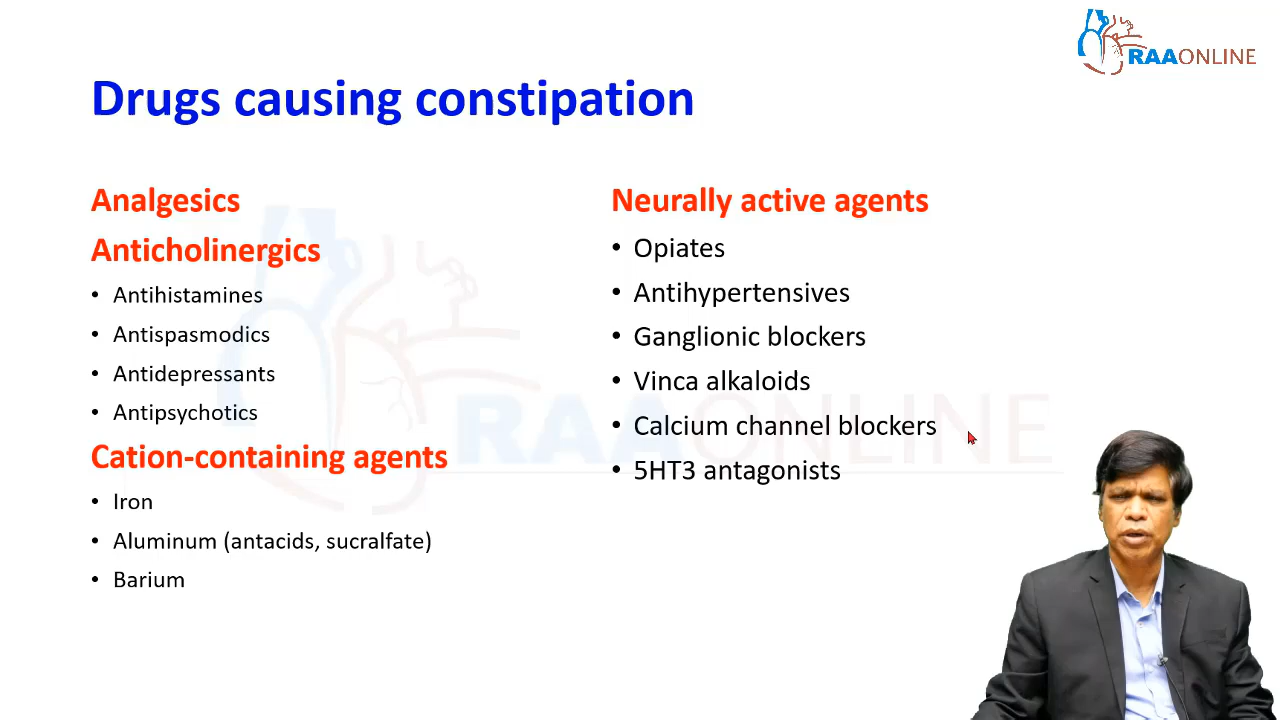 RAAONLINE
Drugs causing constipation
Analgesics
Anticholinergics
• Antihistamines
• Antispasmodics
• Antidepressants
• Antipsychotics
Cation-containing agents
• Iron
• Aluminum (antacids, sucralfate)
• Barium
Neurally active agents
• Opiates
• Antihypertensives
• Ganglionic blockers
• Vinca alkaloids
• Calcium channel blockers
• 5HT3 antagonists
RAAONLINE